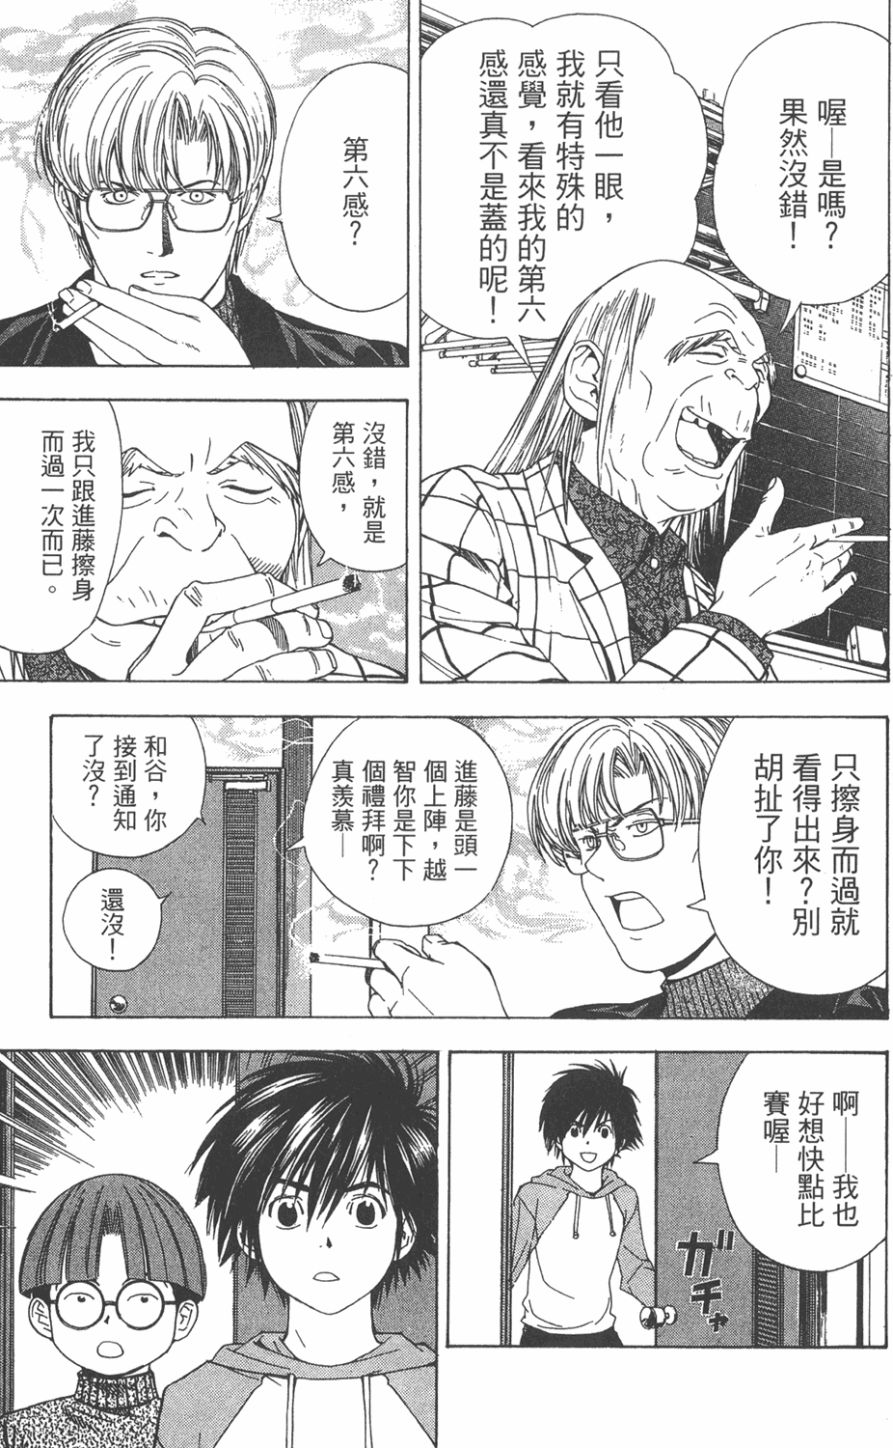 喔—是嗎？
果然沒錯！
只看他一眼，
我就有特殊的
感覺，看來我的第六
感還真不是蓋的呢！
第六感？
沒錯，就是
第六感，
我只跟進藤擦身
而過一次而已。
只擦身而過就
看得出來？別
胡扯了你！
進藤是頭一
個上陣，越
智你是下下
個禮拜啊？
真羨慕—
和谷，你
接到通知
了沒？
還沒！
啊—我也
好想快點比
賽喔—
ガチャ